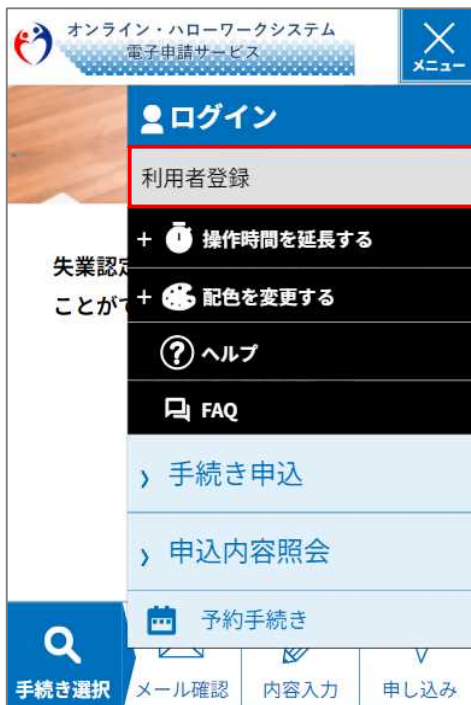 オンライン・ハローワークシステム
電子申請サービス
メニュー
ログイン
利用者登録
+ 操作時間を延長する
失業認定
+ 配色を変更する
ことがで
ヘルプ
FAQ
手続き申込
申込内容照会
予約手続き
手続き選択
メール確認
内容入力
申し込み